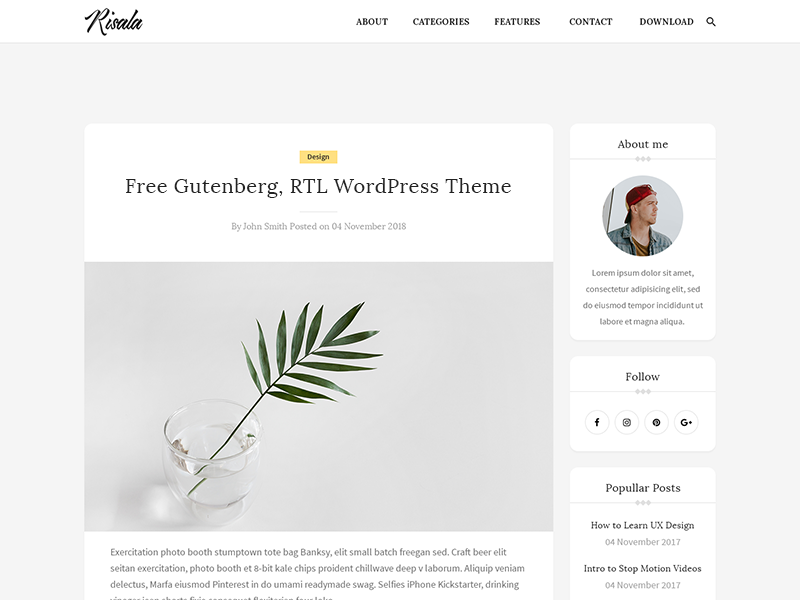 Risala
ABOUT
CATEGORIES
FEATURES
CONTACT
DOWNLOAD
Design
Free Gutenberg, RTL WordPress Theme
By John Smith Posted on 04 November 2018
Exercitation photo booth stumptown tote bag Banksy, elit small batch freegan sed. Craft beer elit
seitan exercitation, photo booth et 8-bit kale chips proident chillwave deep v laborum. Aliquip veniam
delectus, Marfa eiusmod Pinterest in do umami readymade swag. Selfies iPhone Kickstarter, drinking
About me
Lorem ipsum dolor sit amet,
consectetur adipisicing elit, sed
do eiusmod tempor incididunt ut
labore et magna aliqua.
Follow
Popullar Posts
How to Learn UX Design
04 November 2017
Intro to Stop Motion Videos
04 November 2017